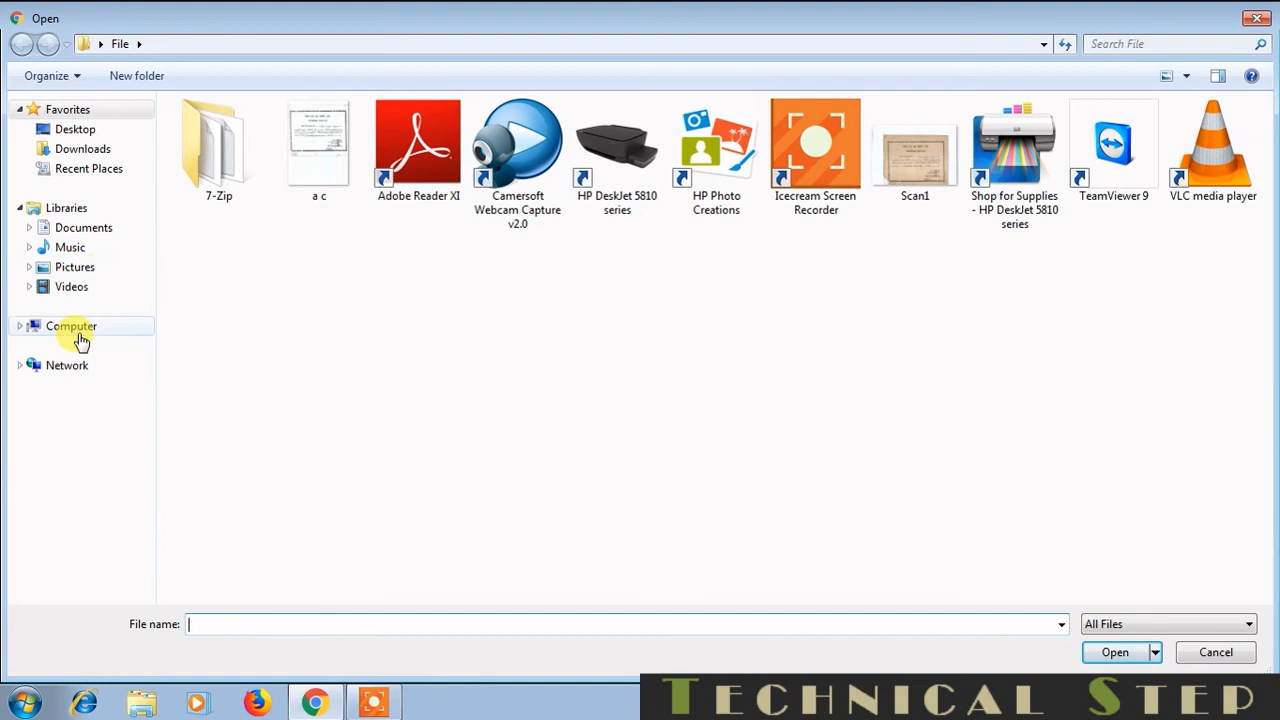 Open
File
Search File
Organize
New folder
Favorites
Desktop
Downloads
Recent Places
Libraries
Documents
Music
Pictures
Videos
Computer
Network
7-Zip
a c
Adobe Reader XI
Camersoft
Webcam Capture
v2.0
HP DeskJet 5810
series
HP Photo
Creations
Icecream Screen
Recorder
Scan1
Shop for Supplies
- HP DeskJet 5810
series
TeamViewer 9
VLC media player
File name:
All Files
Open
Cancel
TECHNICAL STEP